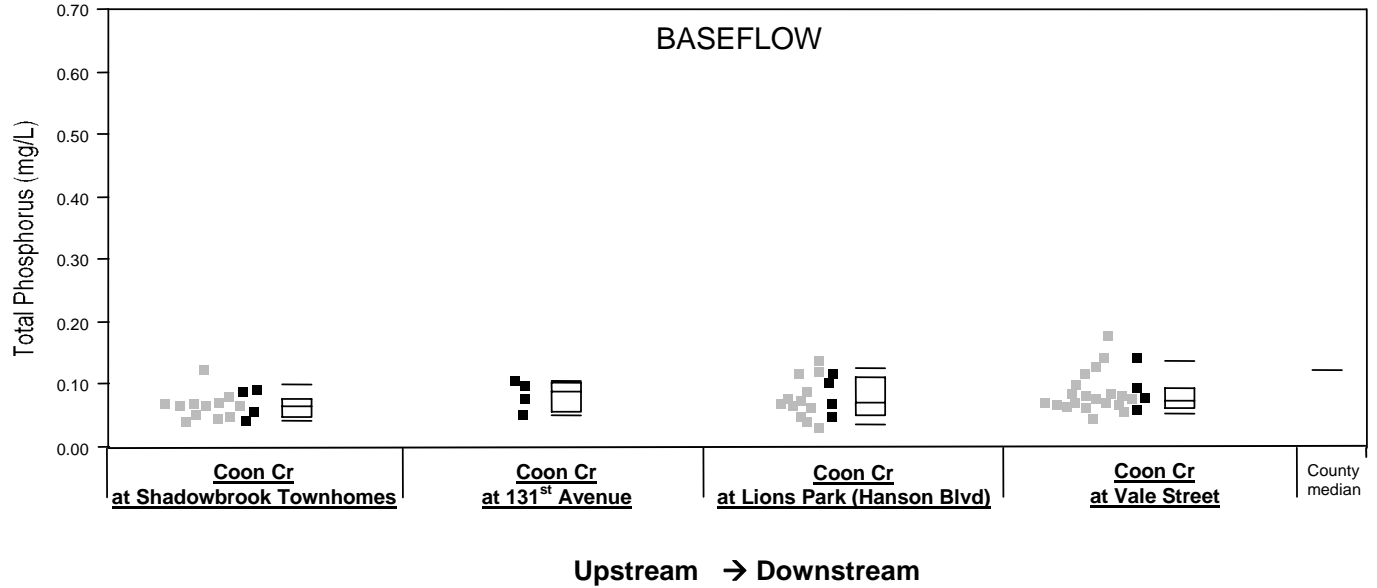 BASEFLOW
Total Phosphorus (mg/L)
0.70
0.60
0.50
0.40
0.30
0.20
0.10
0.00
Coon Cr
at Shadowbrook Townhomes
Coon Cr
at 131st Avenue
Coon Cr
at Lions Park (Hanson Blvd)
Coon Cr
at Vale Street
County
median
Upstream → Downstream